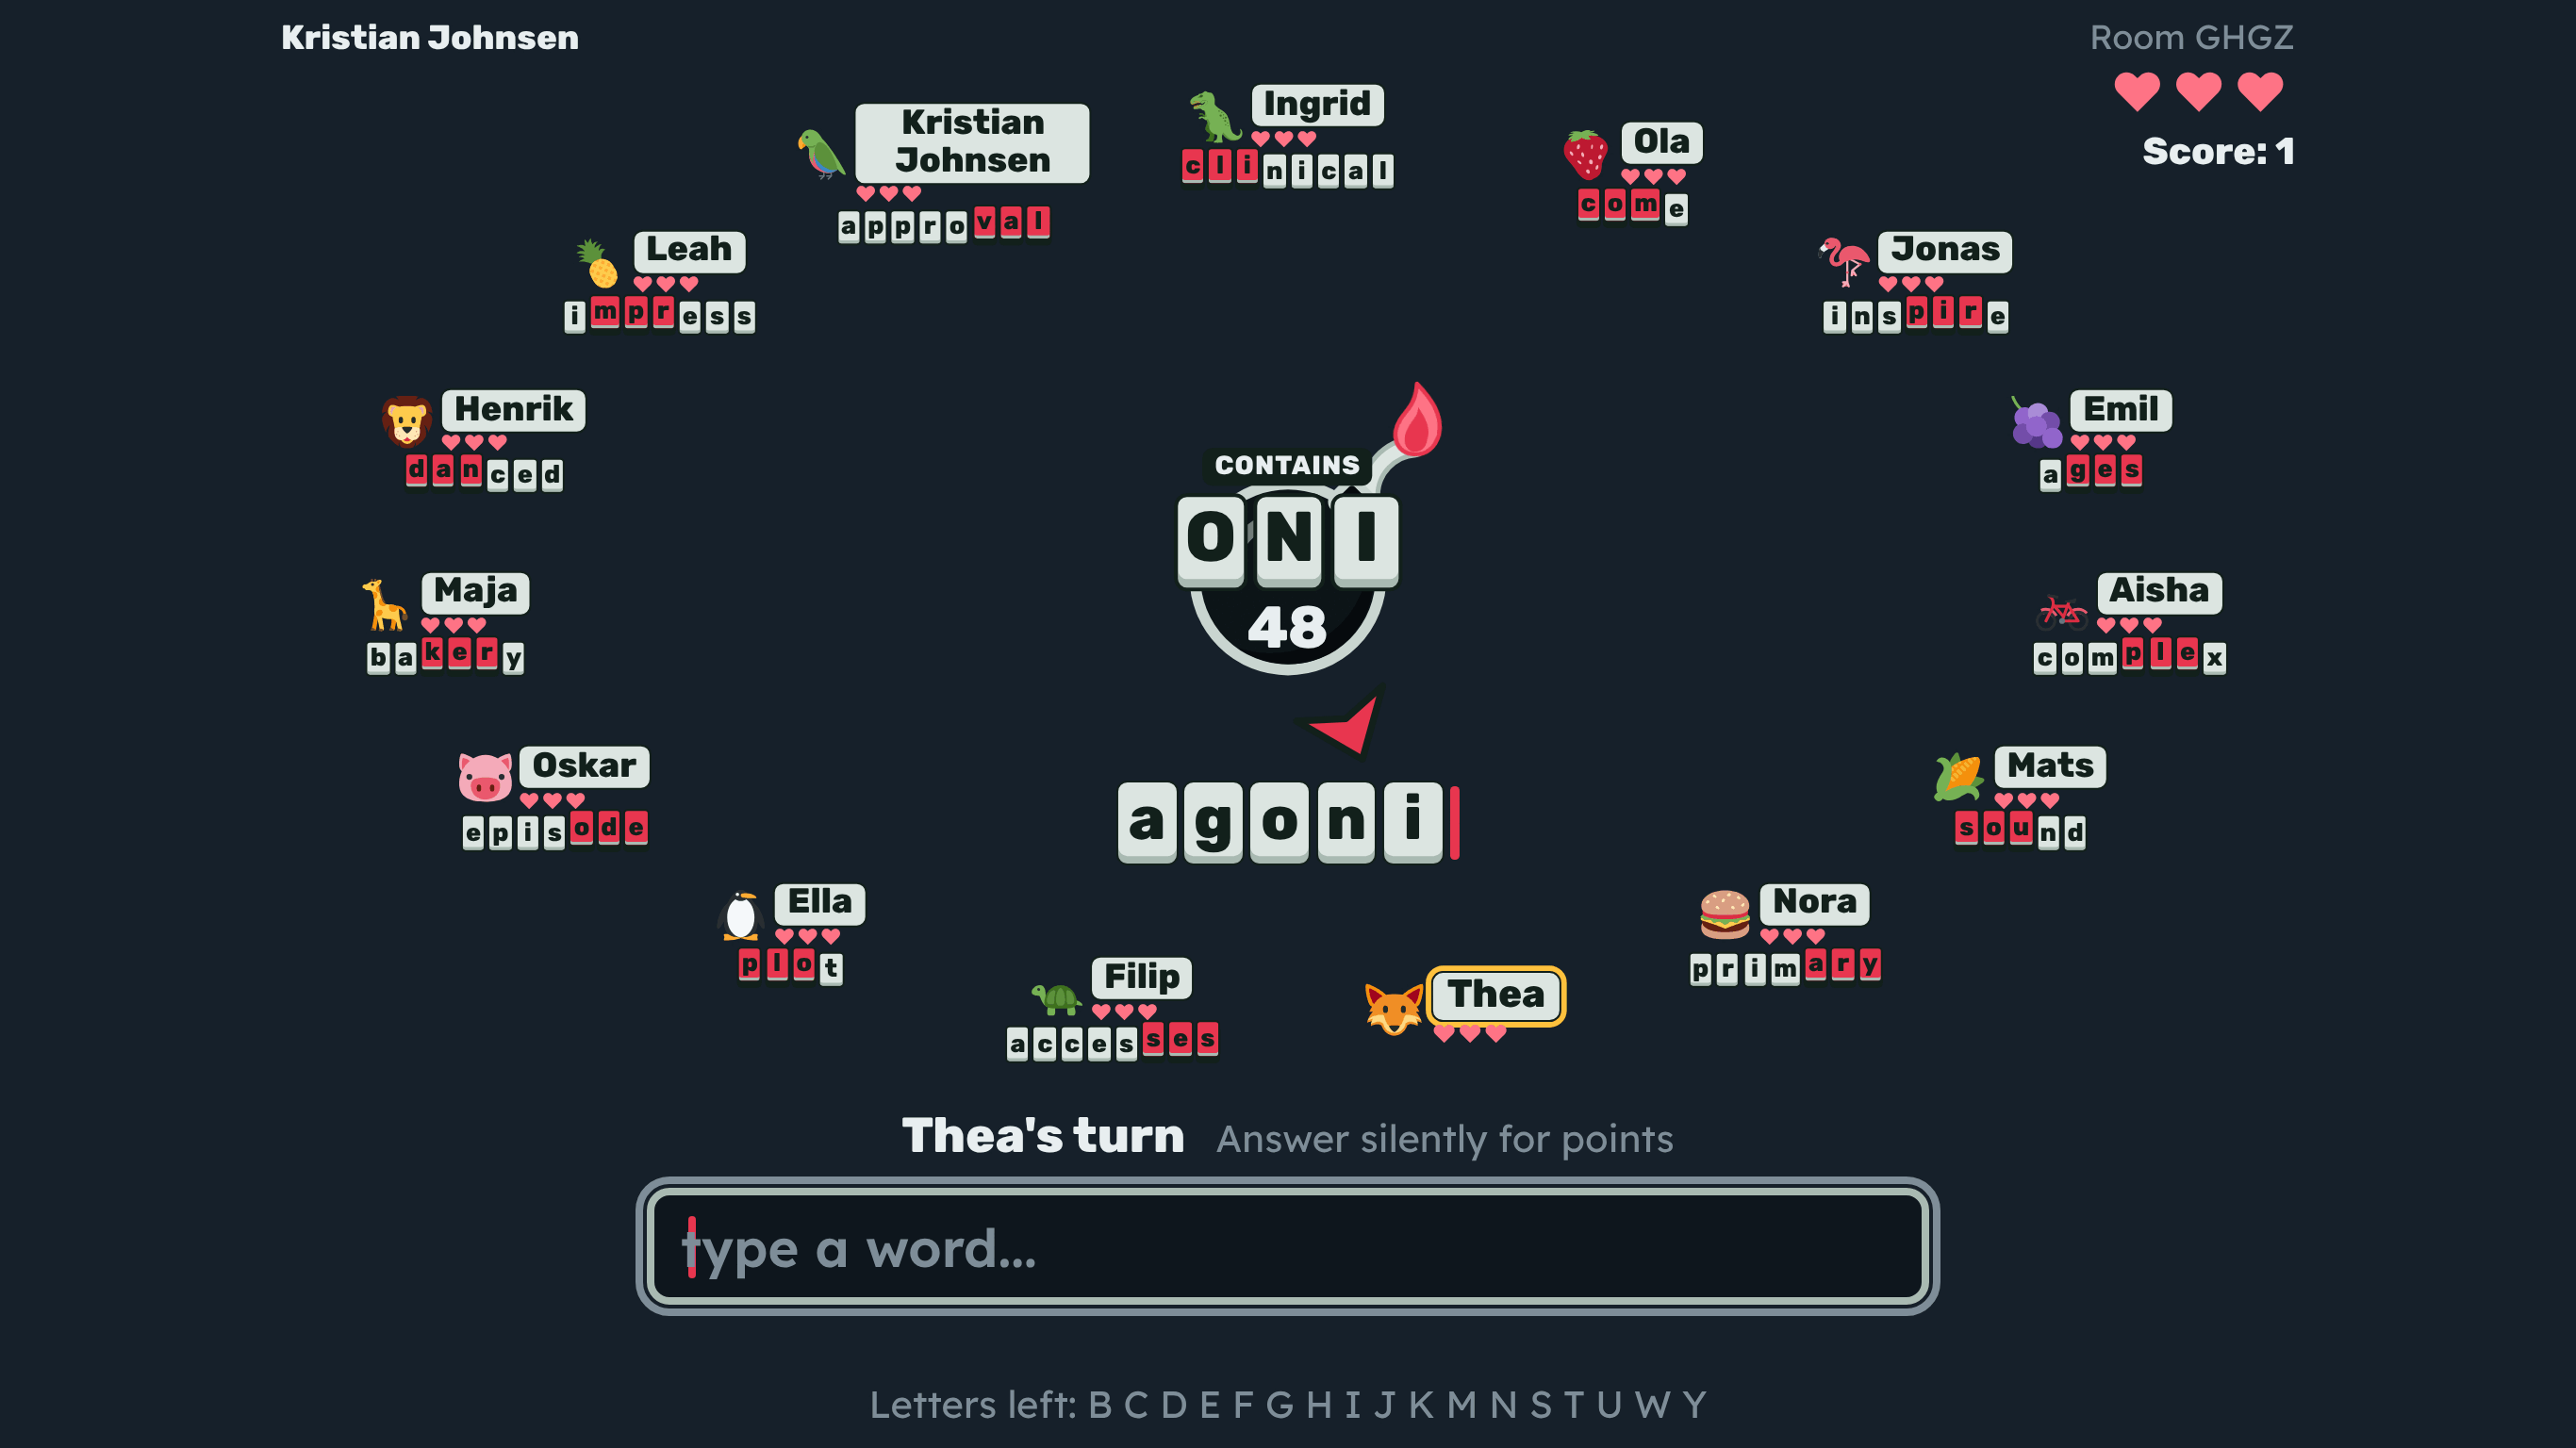 Kristian Johnsen
Room GHGZ
Score: 1
Kristian
Johnsen
approval
Ingrid
clinical
Ola
come
Leah
impress
Jonas
inspire
Henrik
danced
Emil
ages
CONTAINS
ONI
48
Maja
bakery
Aisha
complex
Oskar
episode
Mats
sound
agoni
Ella
plot
Nora
primary
Filip
accesses
Thea
Thea's turn
Answer silently for points
type a word...
Letters left: B C D E F G H I J K M N S T U W Y